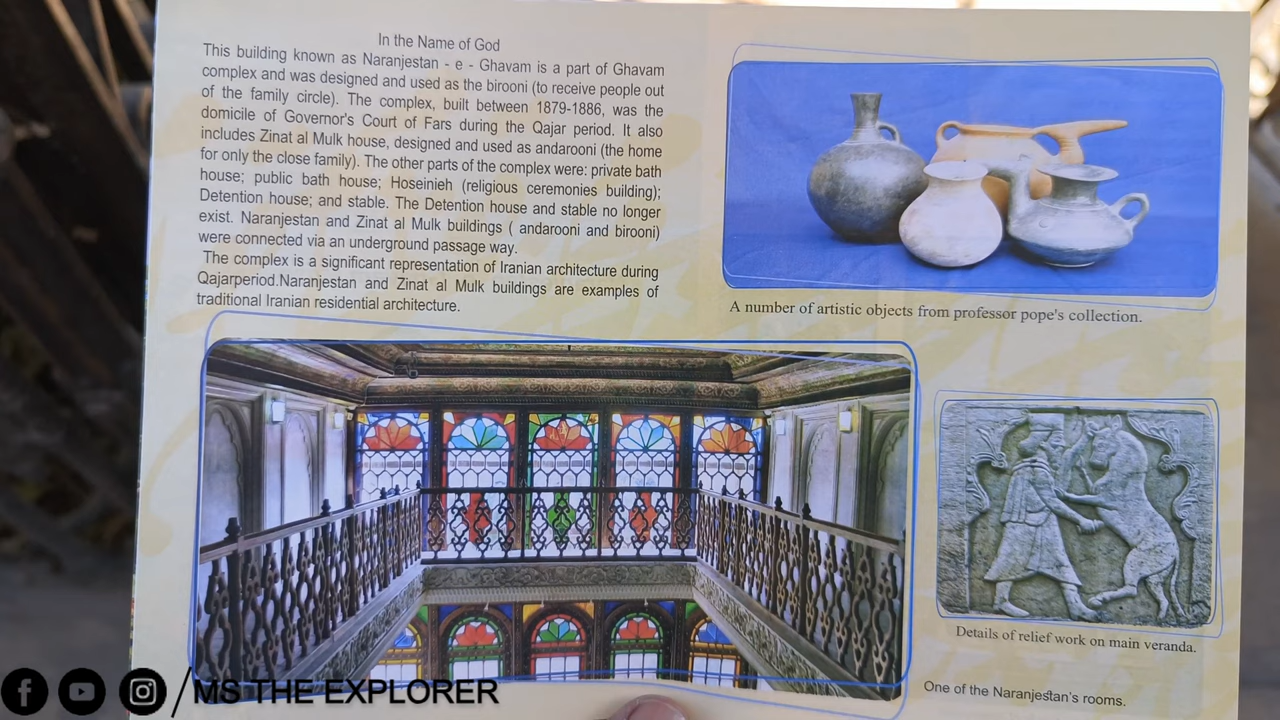 In the Name of God
This building known as Naranjestan - e - Ghavam is a part of Ghavam
complex and was designed and used as the birooni (to receive people out
of the family circle). The complex, built between 1879-1886, was the
domicile of Governor's Court of Fars during the Qajar period. It also
includes Zinat al Mulk house, designed and used as andarooni (the home
for only the close family). The other parts of the complex were: private bath
house; public bath house; Hoseinieh (religious ceremonies building);
Detention house; and stable. The Detention house and stable no longer
exist. Naranjestan and Zinat al Mulk buildings ( andarooni and birooni)
were connected via an underground passage way.
The complex is a significant representation of Iranian architecture during
Qajarperiod.Naranjestan and Zinat al Mulk buildings are examples of
traditional Iranian residential architecture.
A number of artistic objects from professor pope's collection.
Details of relief work on main veranda.
One of the Naranjestan's rooms.
/MS THE EXPLORER